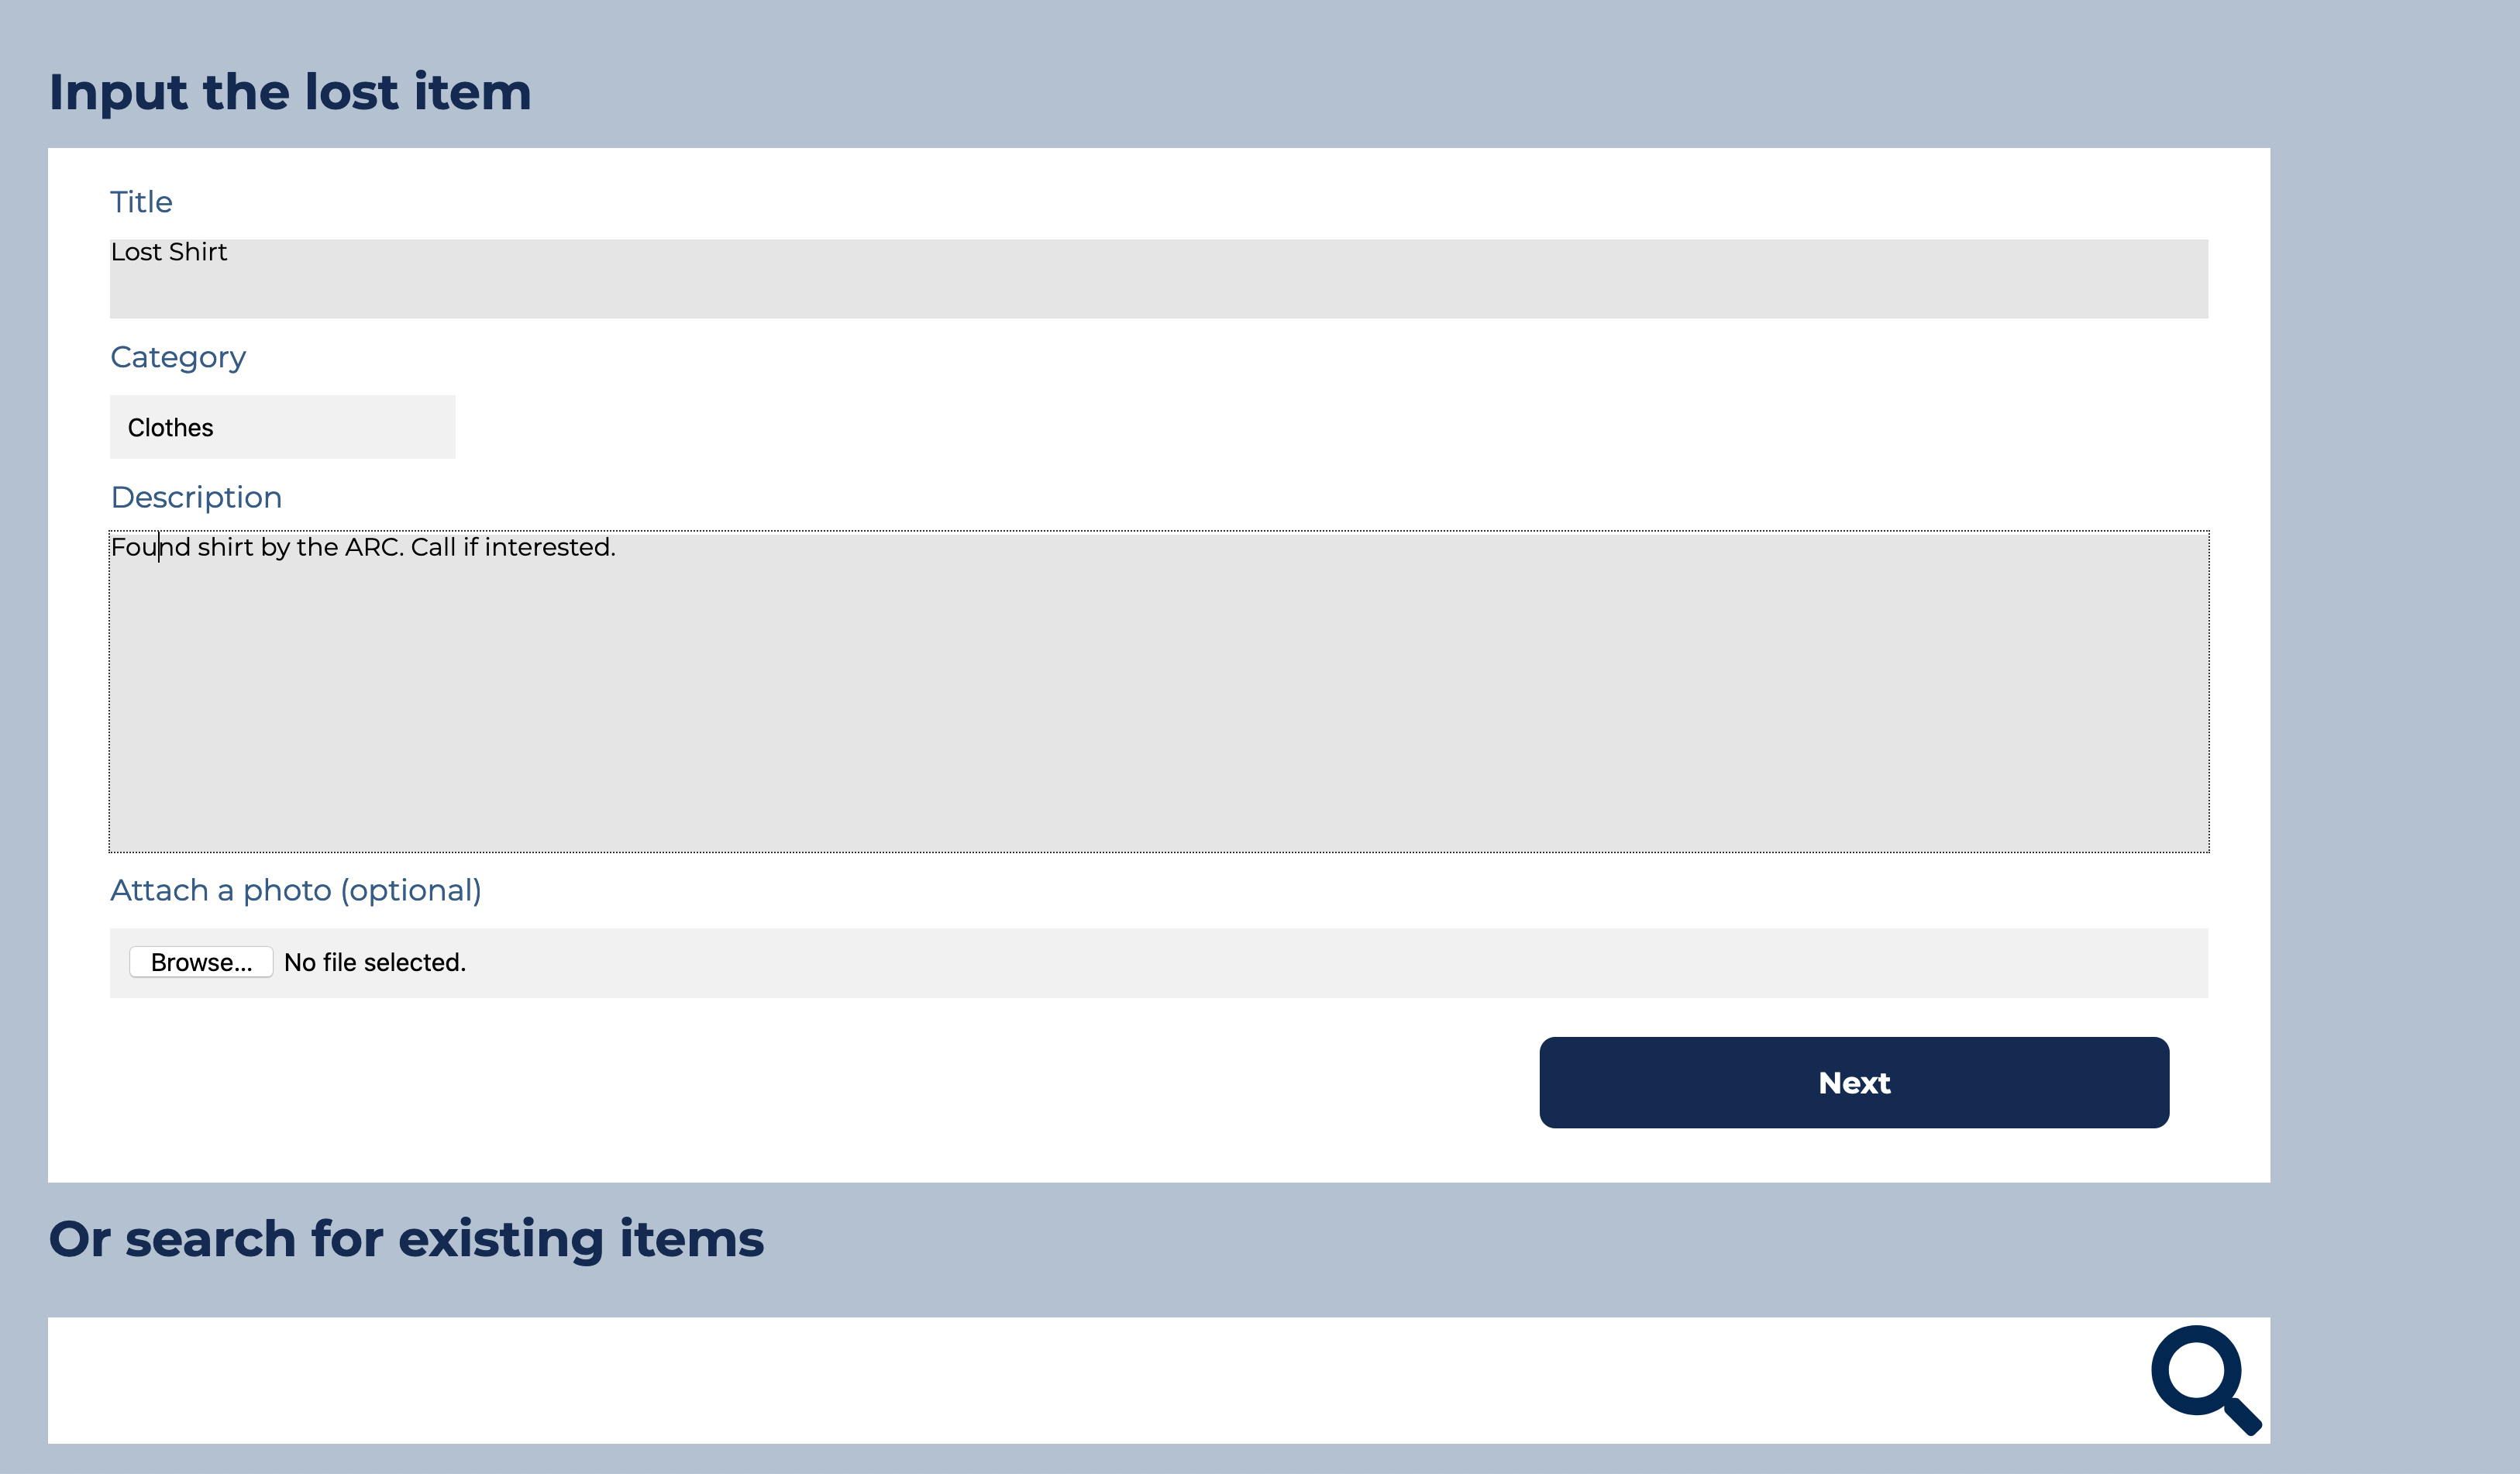 Input the lost item
Title
Lost Shirt
Category
Clothes
Description
Found shirt by the ARC. Call if interested.
Attach a photo (optional)
Browse... No file selected.
Next
Or search for existing items